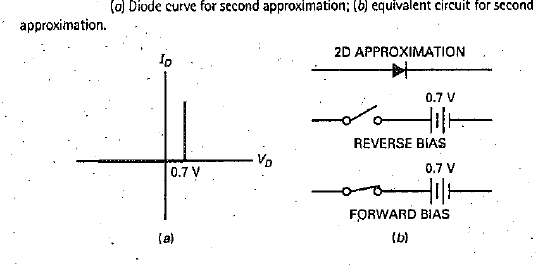 (a) Diode curve for second approximation; (b) equivalent circuit for second
approximation.
I_D
V_D
0.7 V
(a)
2D APPROXIMATION
0.7 V
REVERSE BIAS
0.7 V
FORWARD BIAS
(b)